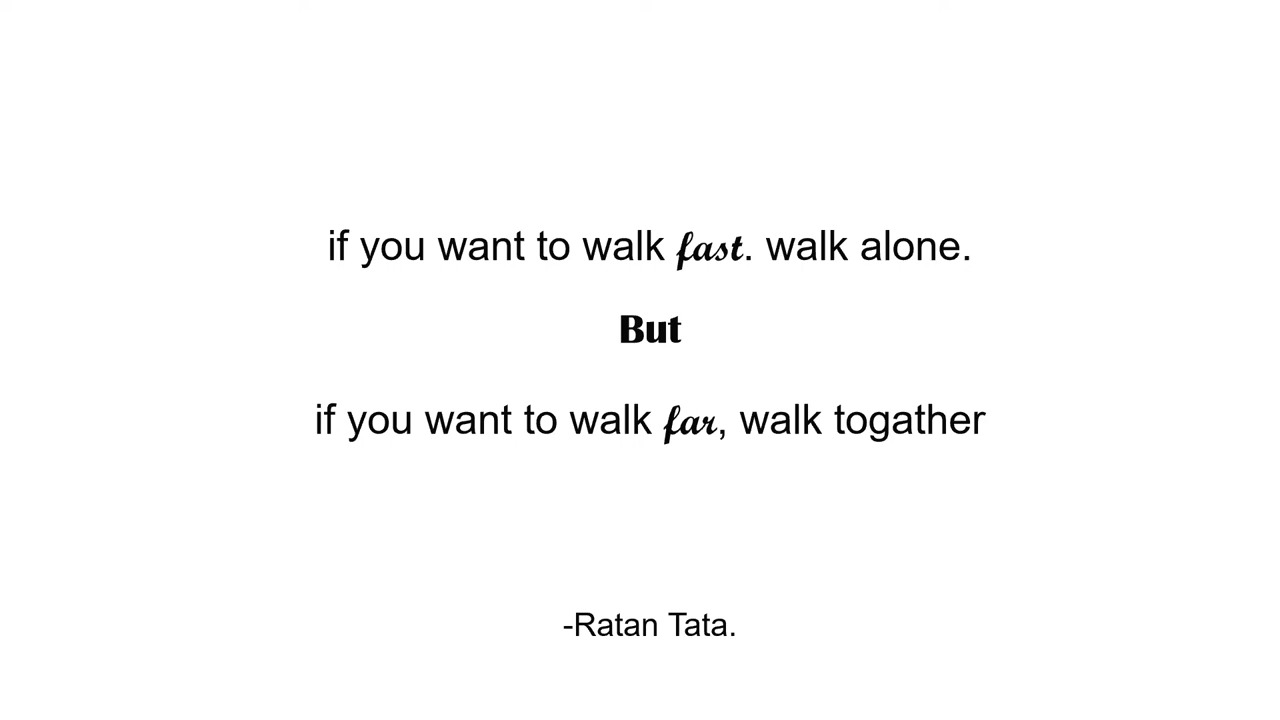 if you want to walk fast. walk alone.
But
if you want to walk far, walk togather
-Ratan Tata.